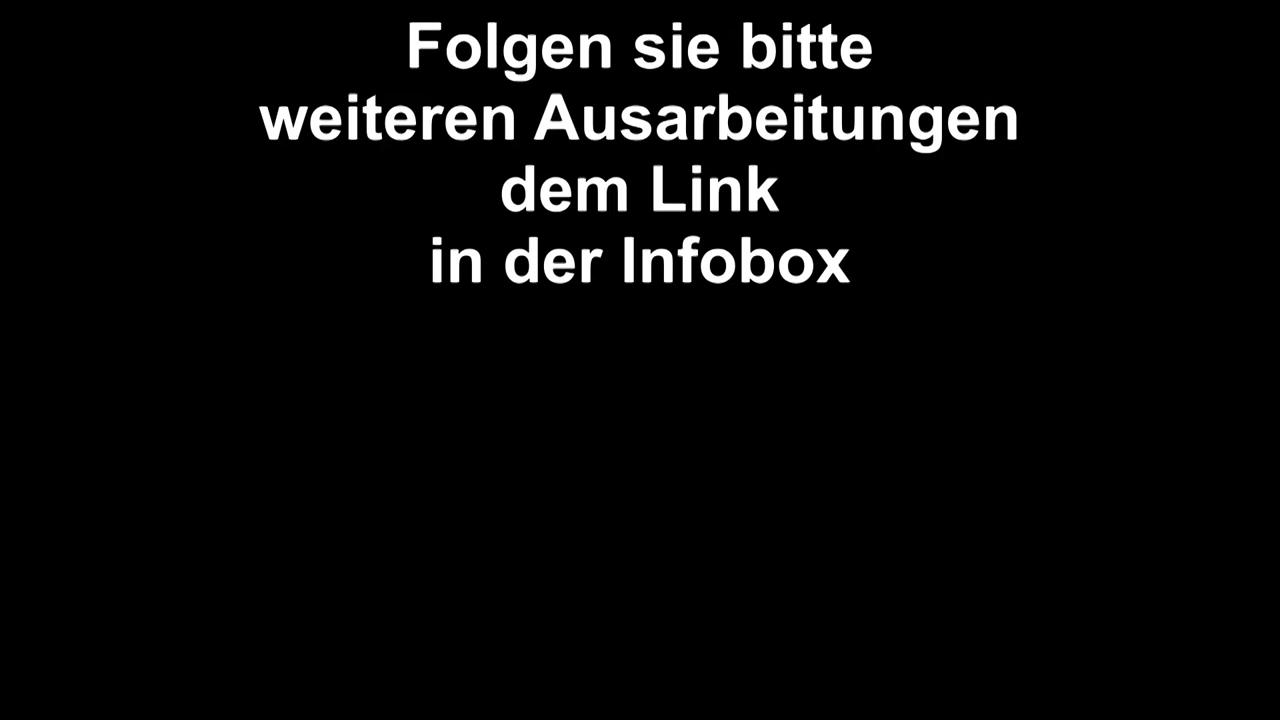 Folgen sie bitte
weiteren Ausarbeitungen
dem Link
in der Infobox